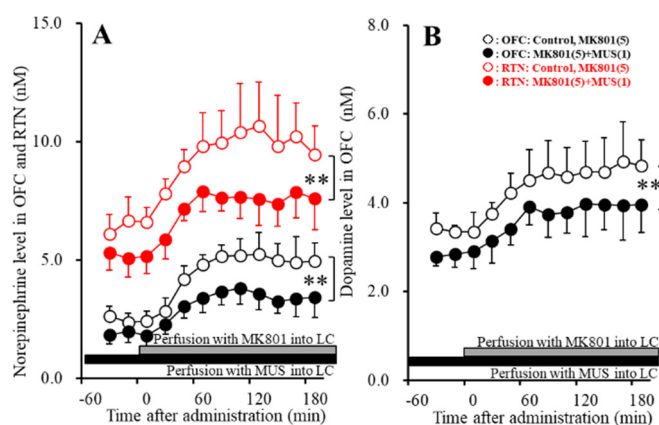 A
Norepinephrine level in OFC and RTN (nM)
15.0
10.0
5.0
0.0
**
**
Perfusion with MK801 into LC
Perfusion with MUS into LC
-60
0
60
120
180
Time after administration (min)
B
: OFC: Control, MK801(5)
: OFC: MK801(5)+MUS(1)
: RTN: Control, MK801(5)
: RTN: MK801(5)+MUS(1)
Dopamine level in OFC (nM)
8.0
6.0
4.0
2.0
0.0
**
Perfusion with MK801 into LC
Perfusion with MUS into LC
-60
0
60
120
180
Time after administration (min)